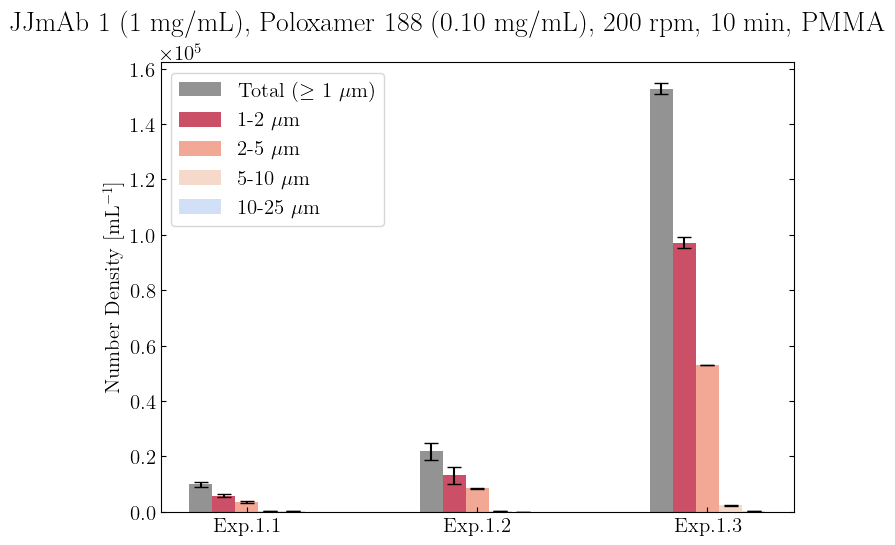 JJmAb 1 (1 mg/mL), Poloxamer 188 (0.10 mg/mL), 200 rpm, 10 min, PMMA
×10⁵
1.6
1.4
1.2
1.0
0.8
0.6
0.4
0.2
0.0
Number Density [mL⁻¹]
Total (≥ 1 μm)
1-2 μm
2-5 μm
5-10 μm
10-25 μm
Exp.1.1
Exp.1.2
Exp.1.3